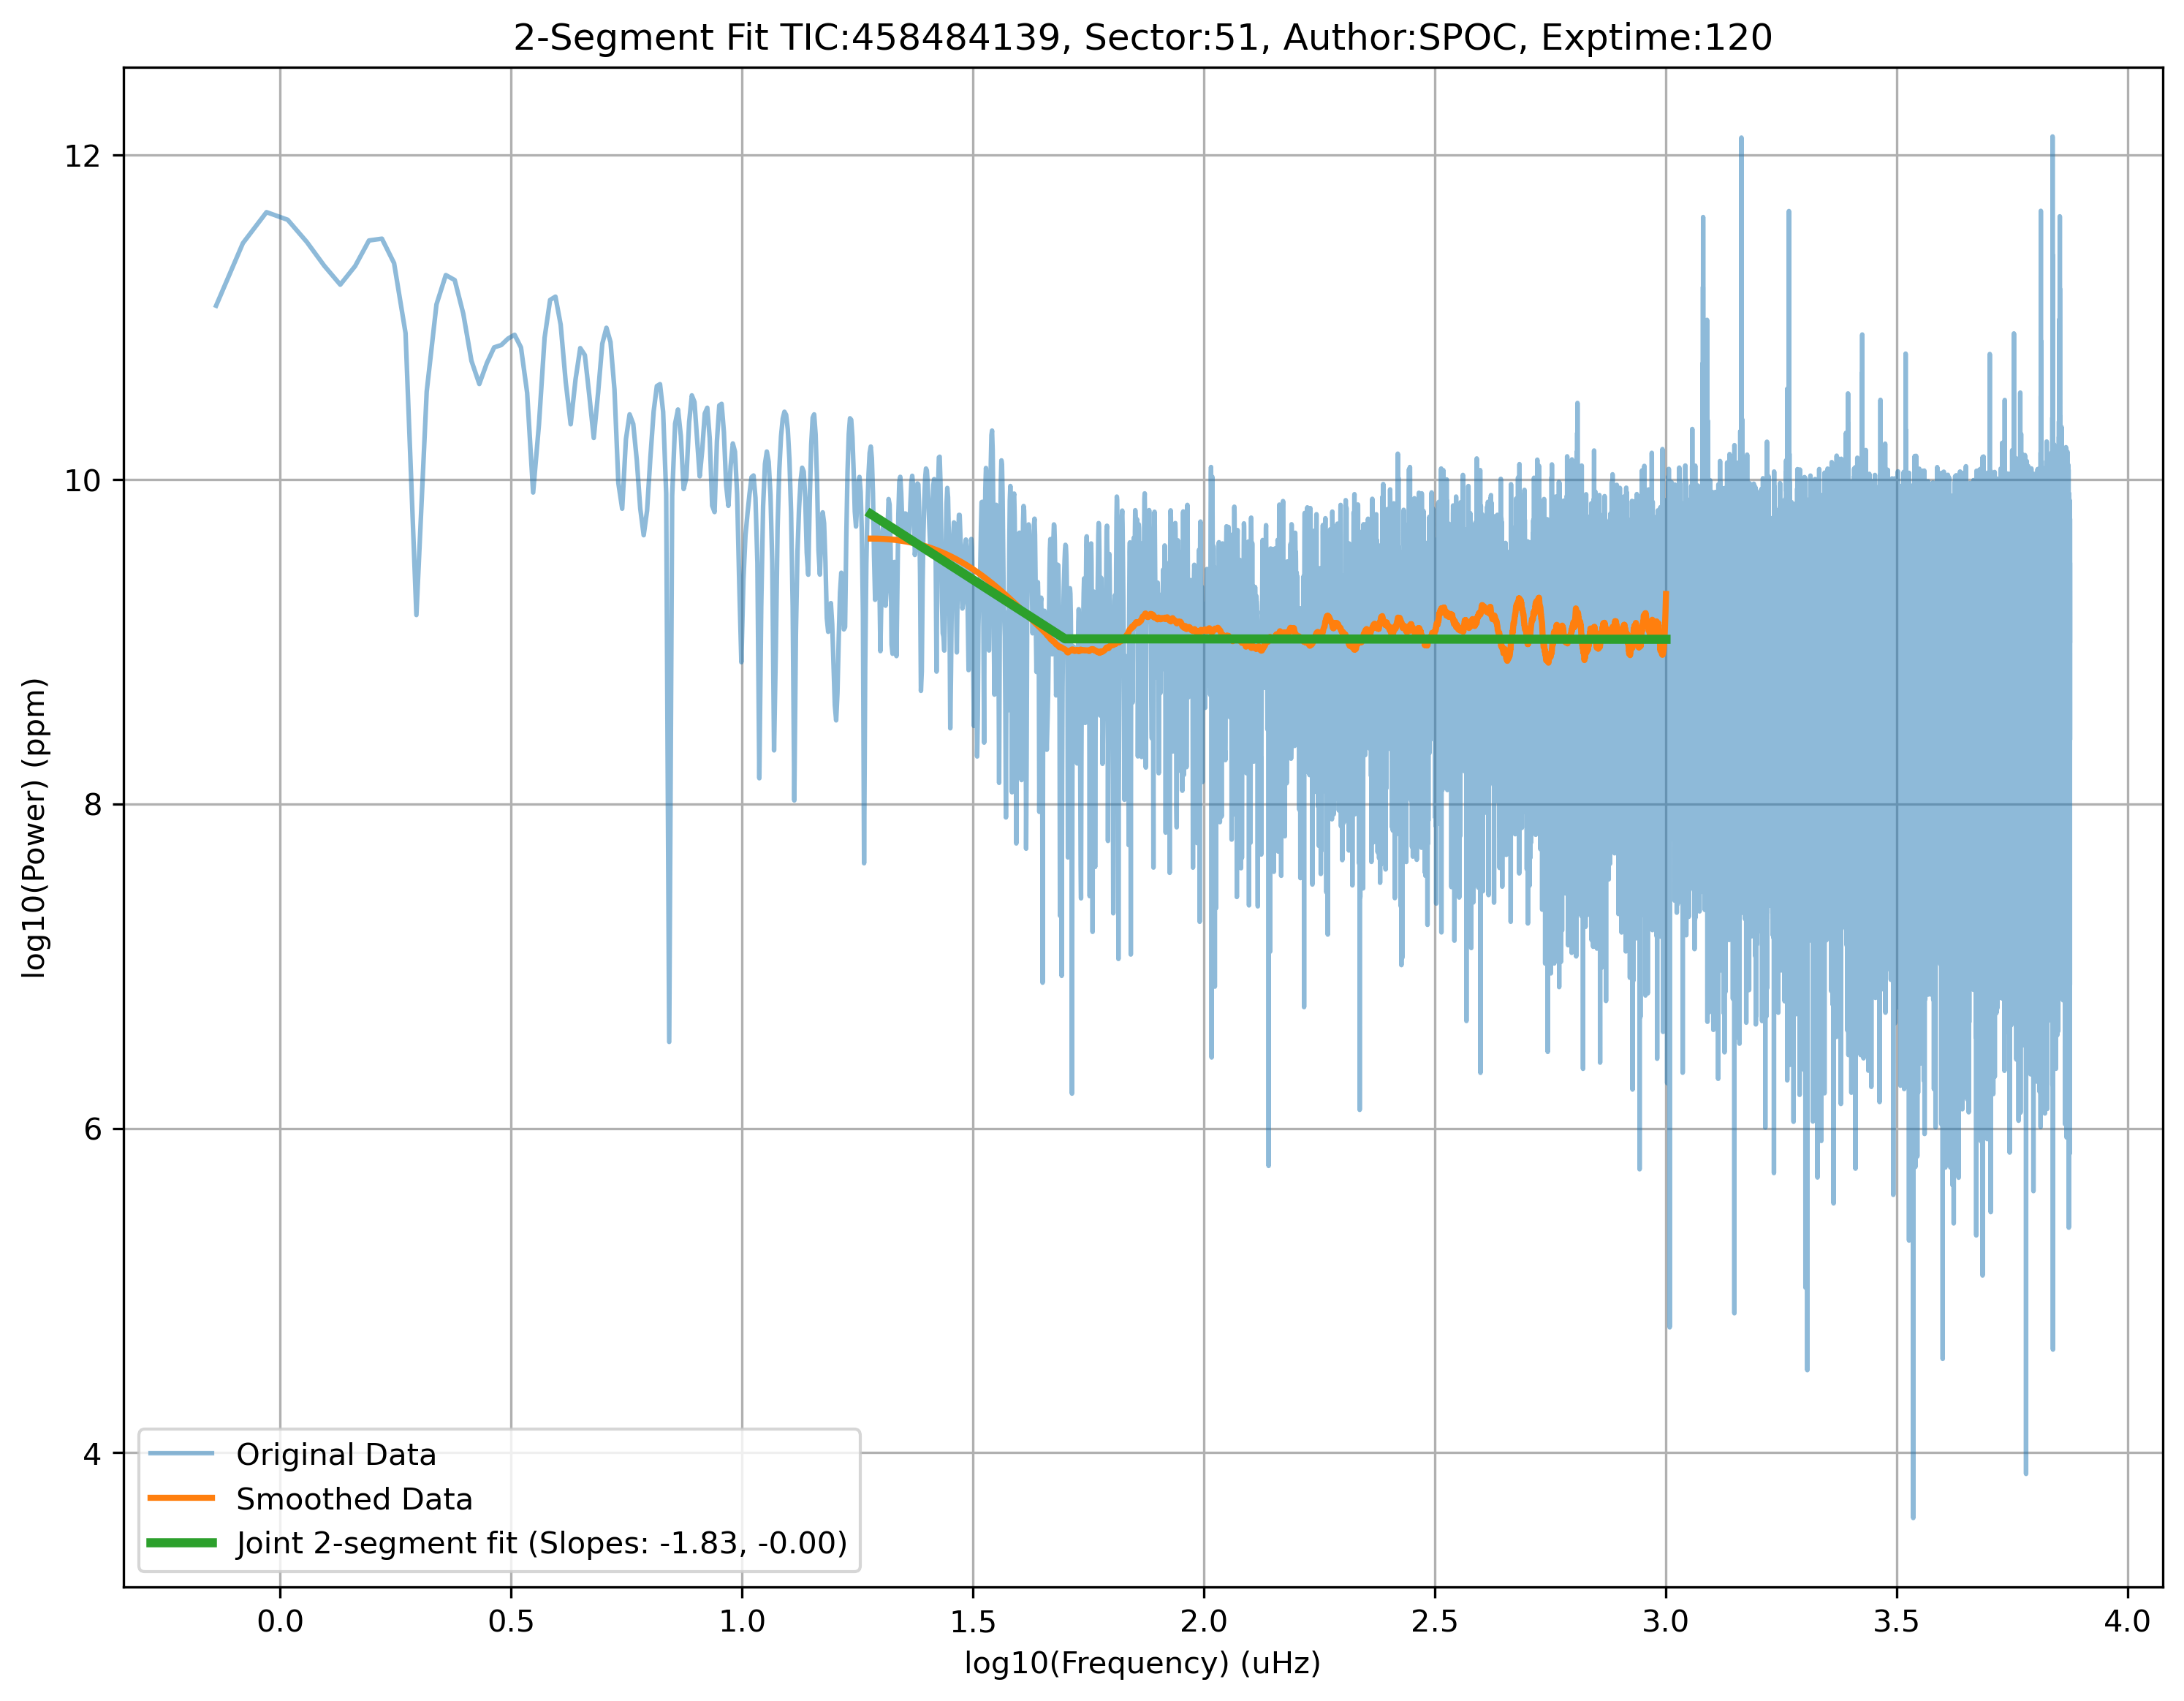 2-Segment Fit TIC:458484139, Sector:51, Author:SPOC, Exptime:120
log10(Power) (ppm)
12
10
8
6
4
Original Data
Smoothed Data
Joint 2-segment fit (Slopes: -1.83, -0.00)
0.0 0.5 1.0 1.5 2.0 2.5 3.0 3.5 4.0
log10(Frequency) (uHz)